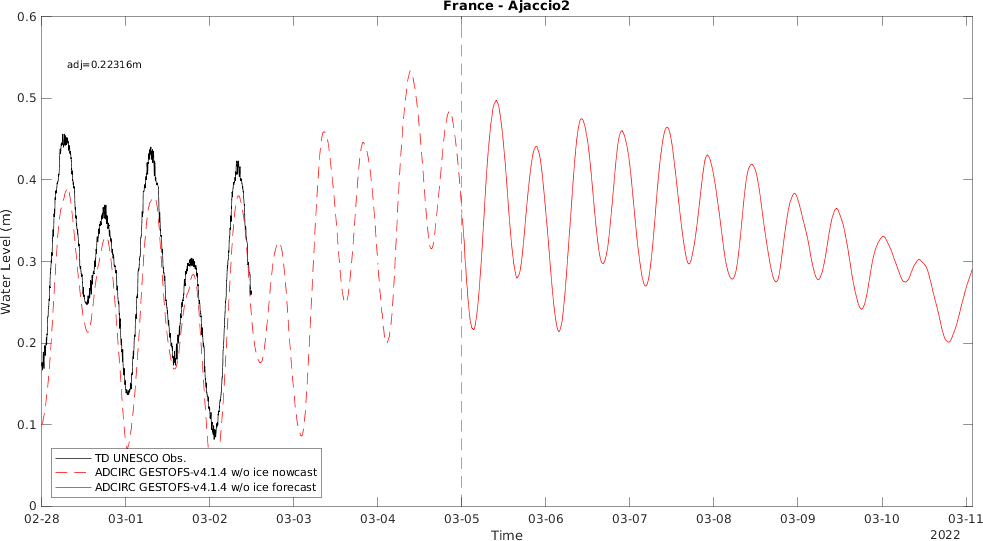 France - Ajaccio2
adj=0.22316m
Water Level (m)
0.6
0.5
0.4
0.3
0.2
0.1
0
TD UNESCO Obs.
ADCIRC GESTOFS-v4.1.4 w/o ice nowcast
ADCIRC GESTOFS-v4.1.4 w/o ice forecast
02-28 03-01 03-02 03-03 03-04 03-05 03-06 03-07 03-08 03-09 03-10 03-11
Time
2022